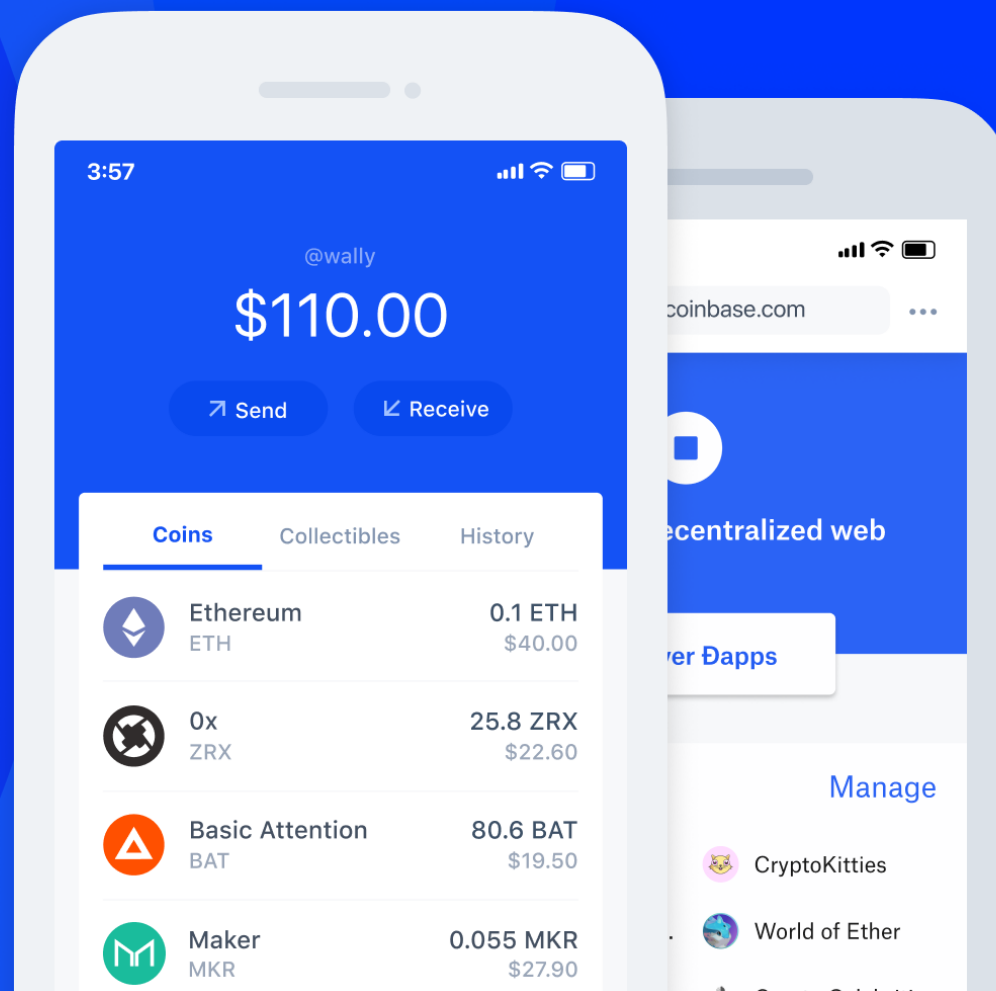 3:57
@wally
$110.00
Send
Receive
Coins
Collectibles
History
Ethereum
0.1 ETH
ETH
$40.00
0x
25.8 ZRX
ZRX
$22.60
Basic Attention
80.6 BAT
BAT
$19.50
Maker
0.055 MKR
MKR
$27.90
coinbase.com
ecentralized web
ver Đapps
Manage
CryptoKitties
World of Ether